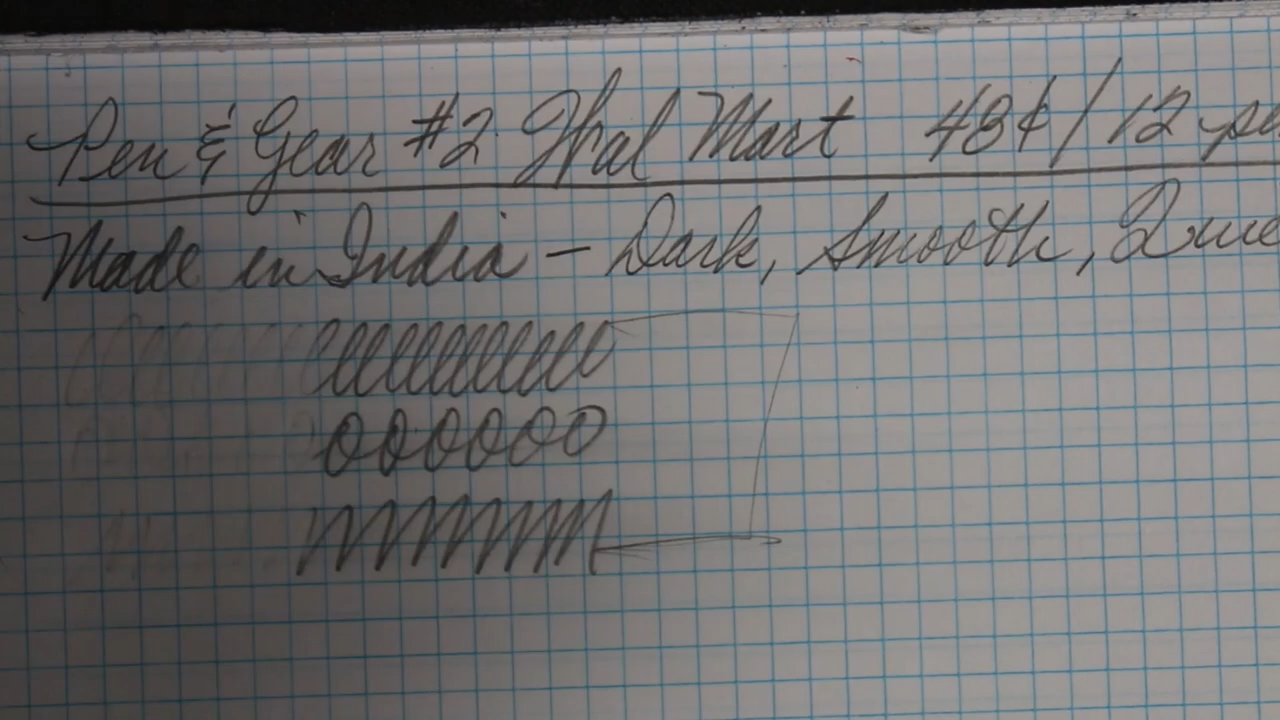 Pen & Gear #2 Wal Mart 48¢/12
Made in India – Dark, Smooth,